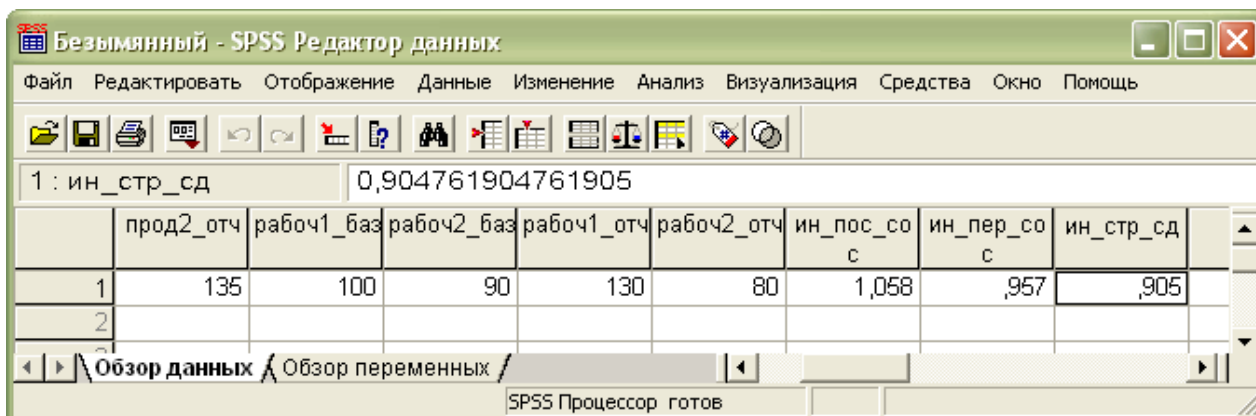 SPSS
Безымянный - SPSS Редактор данных
Файл Редактировать Отображение Данные Изменение Анализ Визуализация Средства Окно Помощь
1 : ин_стр_сд 0,904761904761905
прод2_отч рабоч1_баз рабоч2_баз рабоч1_отч рабоч2_отч ин_пос_со ин_пер_со ин_стр_сд
с с
1 135 100 90 130 80 1,058 ,957 ,905
2
Обзор данных Обзор переменных
SPSS Процессор готов